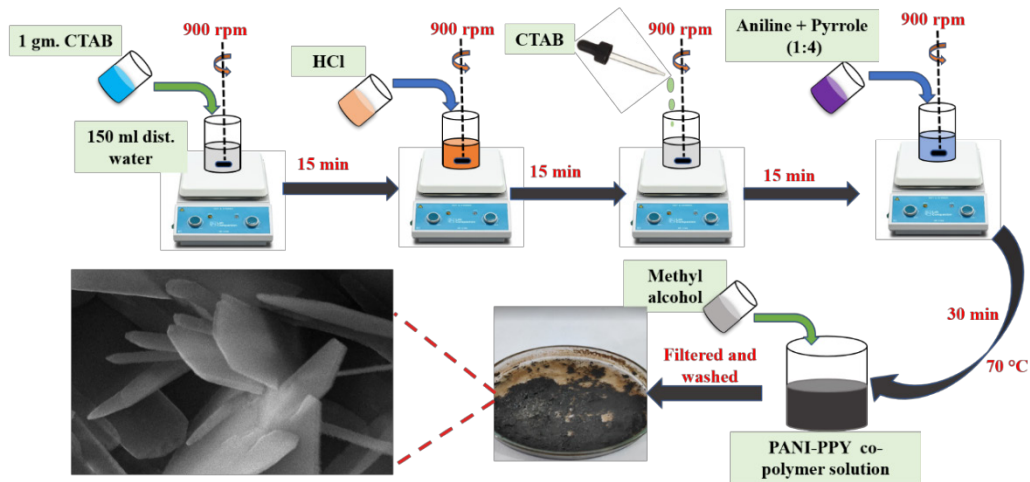 1 gm. CTAB
900 rpm
150 ml dist.
water
15 min
HCl
900 rpm
15 min
CTAB
900 rpm
15 min
Aniline + Pyrrole
(1:4)
900 rpm
30 min
70 °C
Methyl
alcohol
PANI-PPY co-
polymer solution
Filtered and
washed